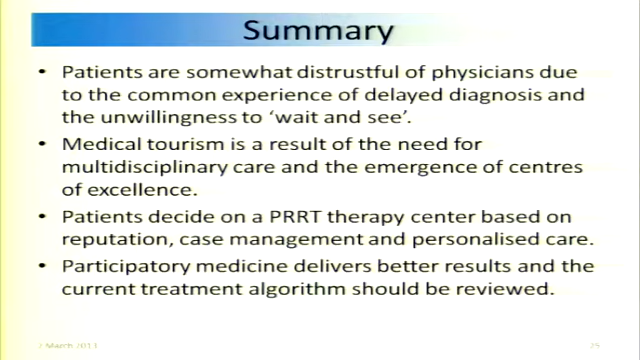 Summary
• Patients are somewhat distrustful of physicians due
to the common experience of delayed diagnosis and
the unwillingness to ‘wait and see’.
• Medical tourism is a result of the need for
multidisciplinary care and the emergence of centres
of excellence.
• Patients decide on a PRRT therapy center based on
reputation, case management and personalised care.
• Participatory medicine delivers better results and the
current treatment algorithm should be reviewed.
March 2013
25